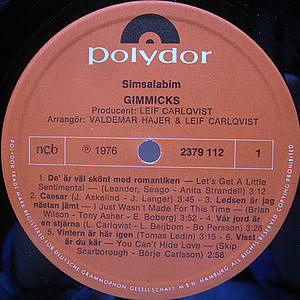 polydor
Simsalabim
GIMMICKS
Producent: LEIF CARLQVIST
Arrangör: VALDEMAR HAJER & LEIF CARLQVIST
ncb ℗ 1976 2379 112 1
1. De' är väl skönt med romantiken — Let's Get A Little
Sentimental — (Leander, Seago - Anita Strandell) 3:12
2. Caesar (J. Askelind - J. Langer) 3:45 - 3. Ledsen är jag
nästan jämt — I Just Wasn't Made For This Time — (Brian
Wilson - Tony Asher - E. Boberg) 3:52 - 4. Vår jord är
en stjärna (L. Carlqvist - L. Beijbom - Bo Persson) 3:30
5. Vintern är här igen (Tomas Ledin) 3:31 - 6. Visst
är du kär — You Can't Hide Love — (Skip
Scarborough - Börje Carlsson) 3:58